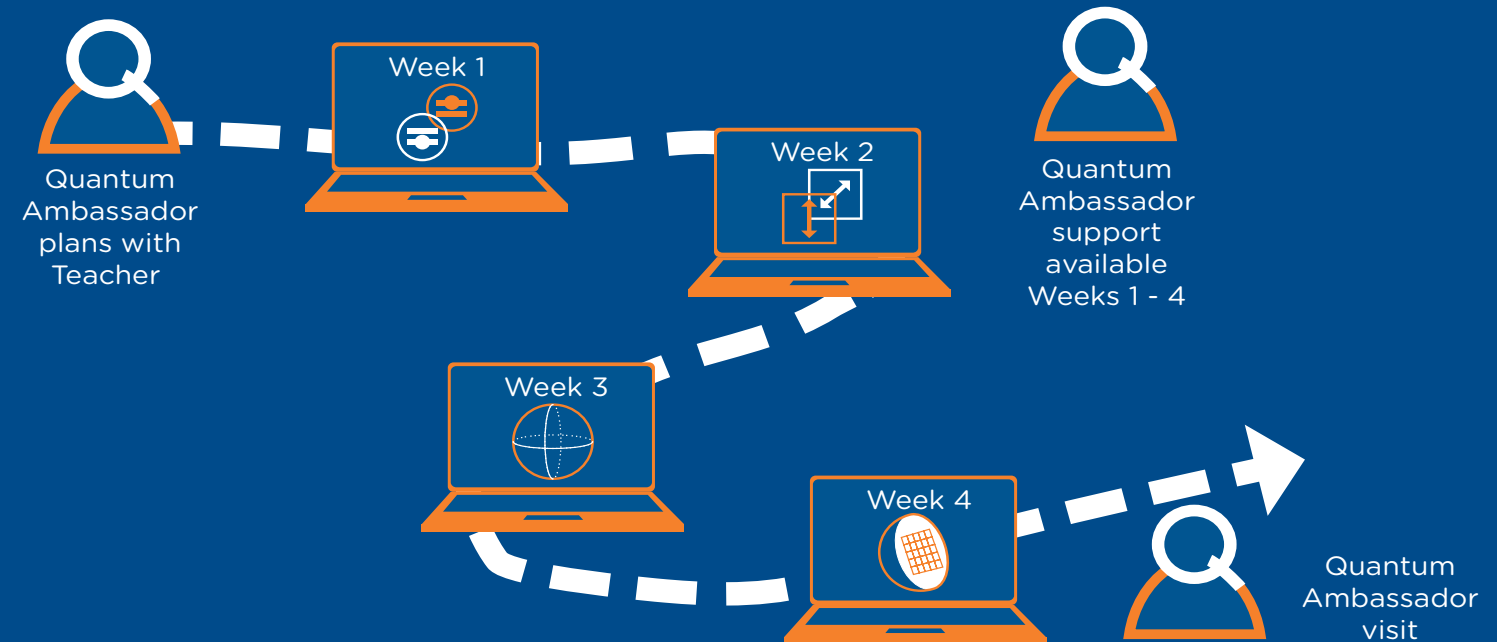 Quantum
Ambassador
plans with
Teacher
Week 1
Week 2
Quantum
Ambassador
support
available
Weeks 1 - 4
Week 3
Week 4
Quantum
Ambassador
visit